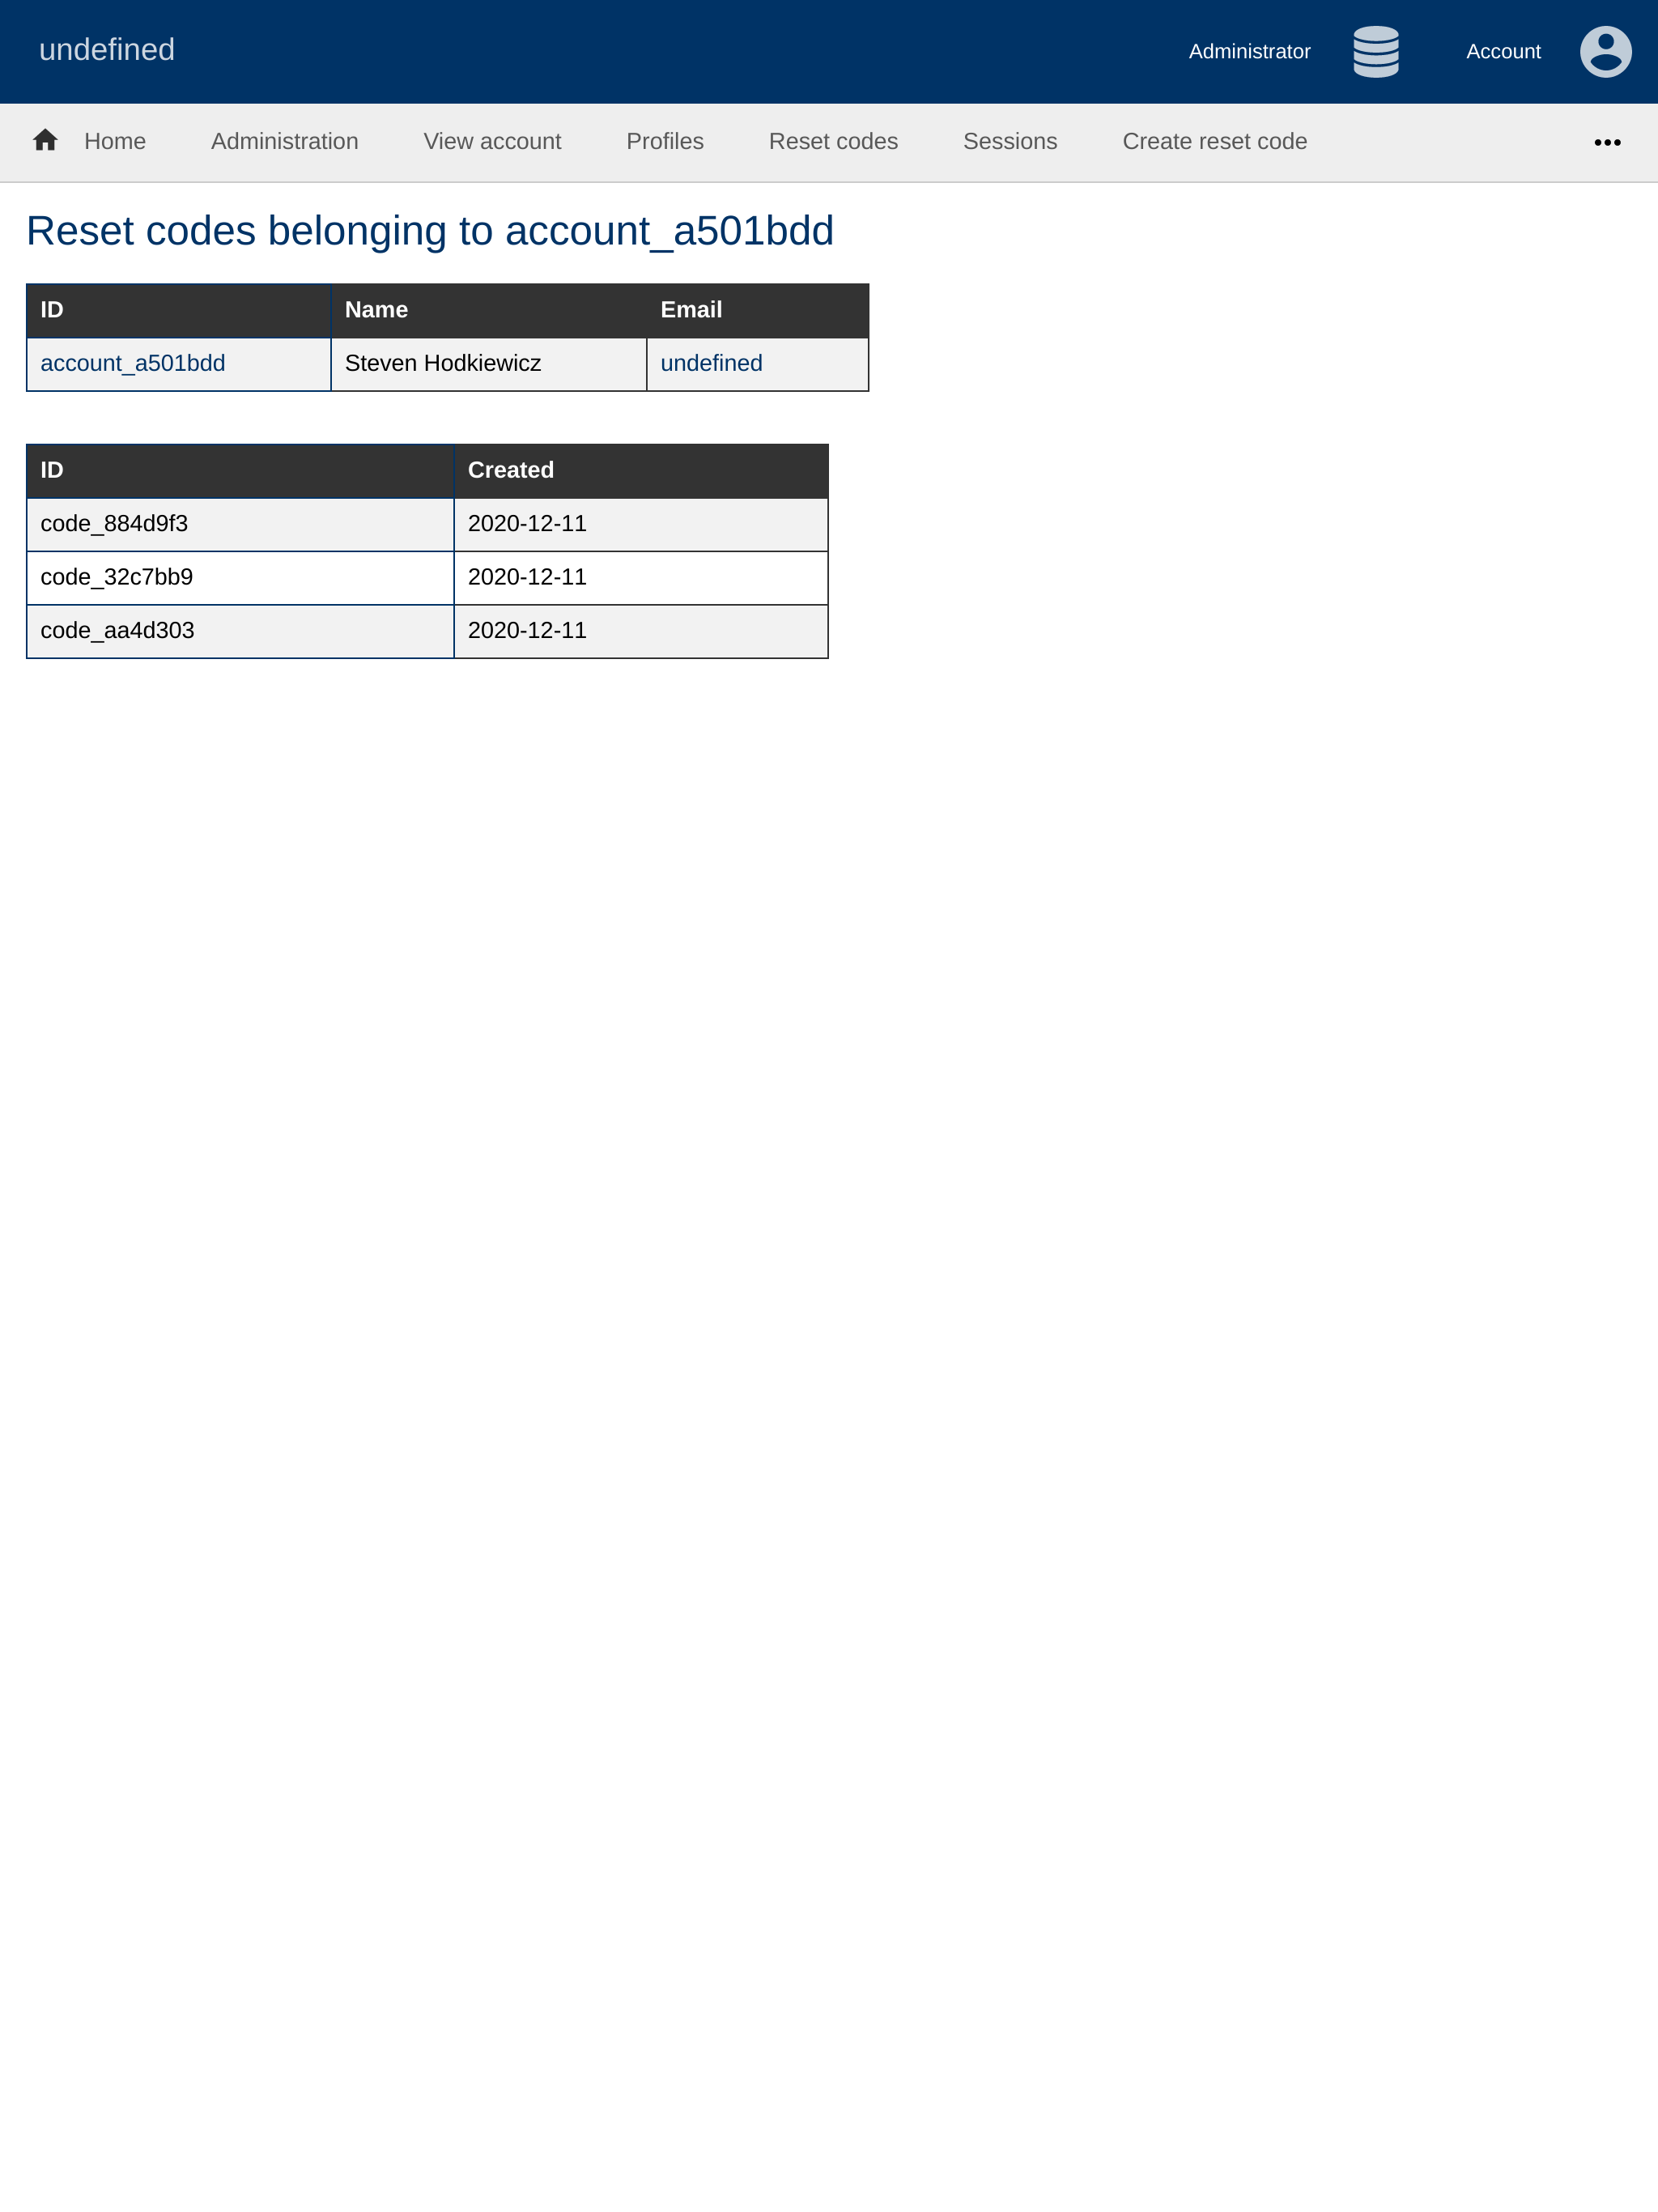 undefined
Administrator
Account
Home Administration View account Profiles Reset codes Sessions Create reset code
Reset codes belonging to account_a501bdd
ID Name Email
account_a501bdd Steven Hodkiewicz undefined
ID Created
code_884d9f3 2020-12-11
code_32c7bb9 2020-12-11
code_aa4d303 2020-12-11